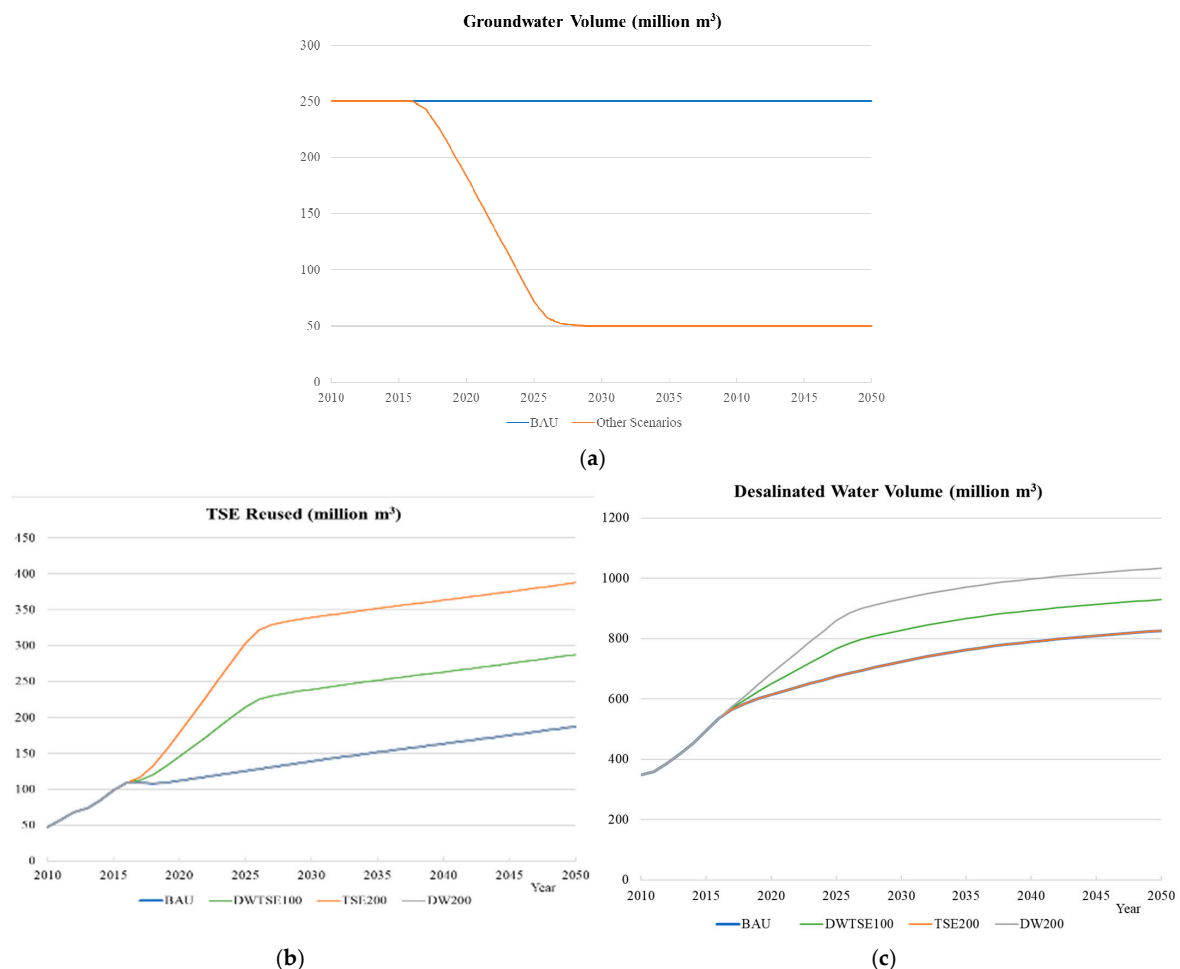 Groundwater Volume (million m³)
300
250
200
150
100
50
0
2010 2015 2020 2025 2030 2035 2040 2045 2050
BAU Other Scenarios
(a)
TSE Reused (million m³)
450
400
350
300
250
200
150
100
50
0
2010 2015 2020 2025 2030 2035 2040 2045 2050
Year
BAU DWTSE100 TSE200 DW200
(b)
Desalinated Water Volume (million m³)
1200
1000
800
600
400
200
0
2010 2015 2020 2025 2030 2035 2040 2045 2050
Year
BAU DWTSE100 TSE200 DW200
(c)